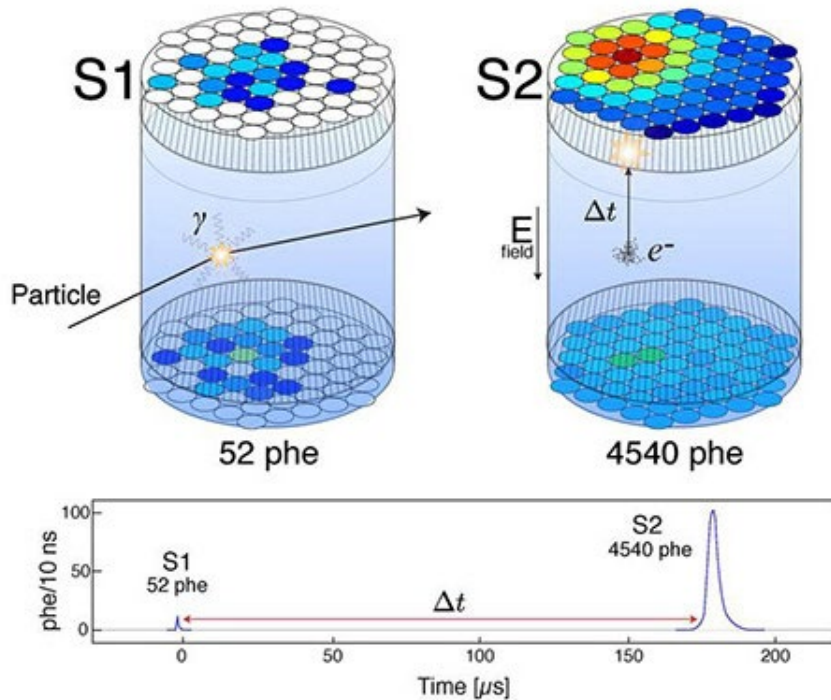 S1
S2
γ
Δt
E
field
e-
Particle
52 phe
4540 phe
phe/10 ns
100
50
0
S1
52 phe
S2
4540 phe
Δt
0
50
100
150
200
Time [µs]